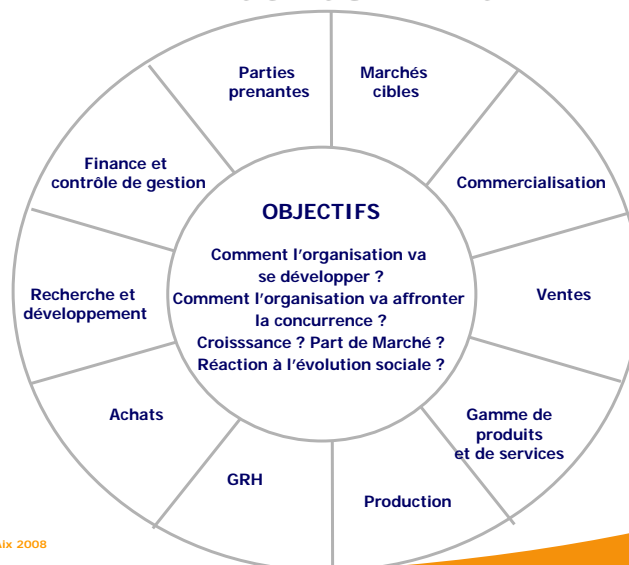 Parties
prenantes
Marchés
cibles
Finance et
contrôle de gestion
Commercialisation
OBJECTIFS
Comment l'organisation va
se développer ?
Comment l'organisation va affronter
la concurrence ?
Croisssance ? Part de Marché ?
Réaction à l'évolution sociale ?
Recherche et
développement
Ventes
Achats
Gamme de
produits
et de services
GRH
Production
2008